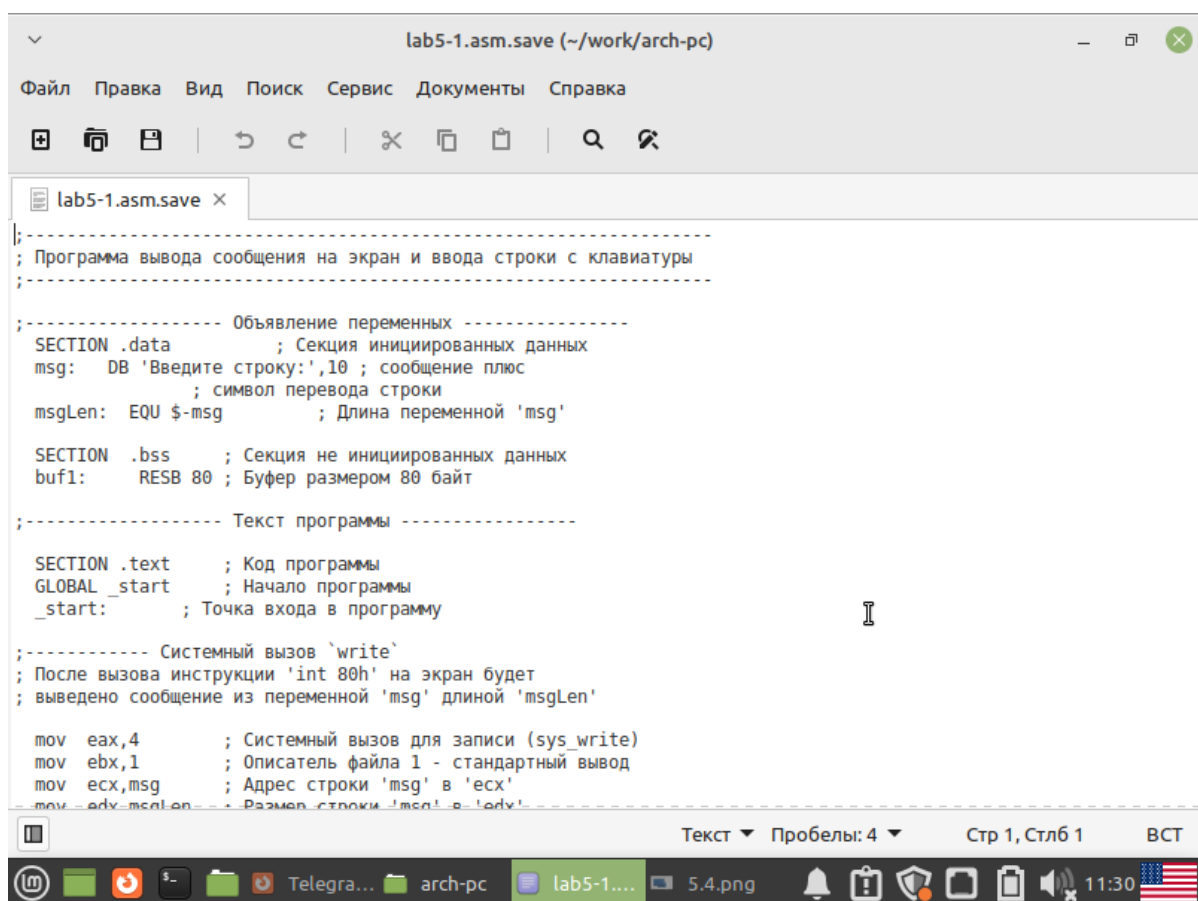 lab5-1.asm.save (~/work/arch-pc)
Файл Правка Вид Поиск Сервис Документы Справка
lab5-1.asm.save
;------------------------------------------------------------------
; Программа вывода сообщения на экран и ввода строки с клавиатуры
;------------------------------------------------------------------
;------------------- Объявление переменных ----------------
SECTION .data ; Секция инициированных данных
msg: DB 'Введите строку:',10 ; сообщение плюс
; символ перевода строки
msgLen: EQU $-msg ; Длина переменной 'msg'
SECTION .bss ; Секция не инициированных данных
buf1: RESB 80 ; Буфер размером 80 байт
;------------------- Текст программы -----------------
SECTION .text ; Код программы
GLOBAL _start ; Начало программы
_start: ; Точка входа в программу
;------------ Системный вызов `write`
; После вызова инструкции 'int 80h' на экран будет
; выведено сообщение из переменной 'msg' длиной 'msgLen'
mov eax,4 ; Системный вызов для записи (sys_write)
mov ebx,1 ; Описатель файла 1 - стандартный вывод
mov ecx,msg ; Адрес строки 'msg' в 'ecx'
mov edx,msgLen ; Размер строки 'msg' в 'edx'
Текст Пробелы: 4 Стр 1, Стлб 1 ВСТ
Telegra... arch-pc lab5-1.... 5.4.png 11:30